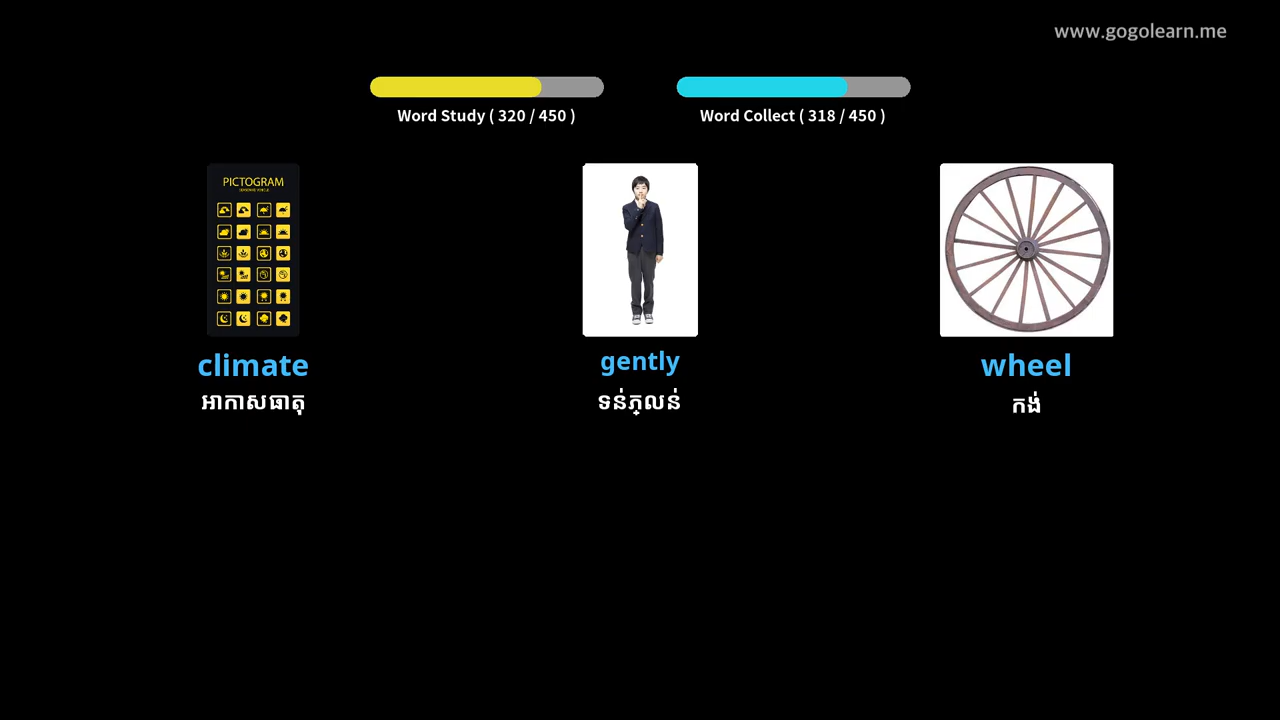 www.gogolearn.me
Word Study ( 320 / 450 )
Word Collect ( 318 / 450 )
PICTOGRAM
climate
gently
wheel
អាកាសធាតុ
ទន់ភ្លន់
កង់